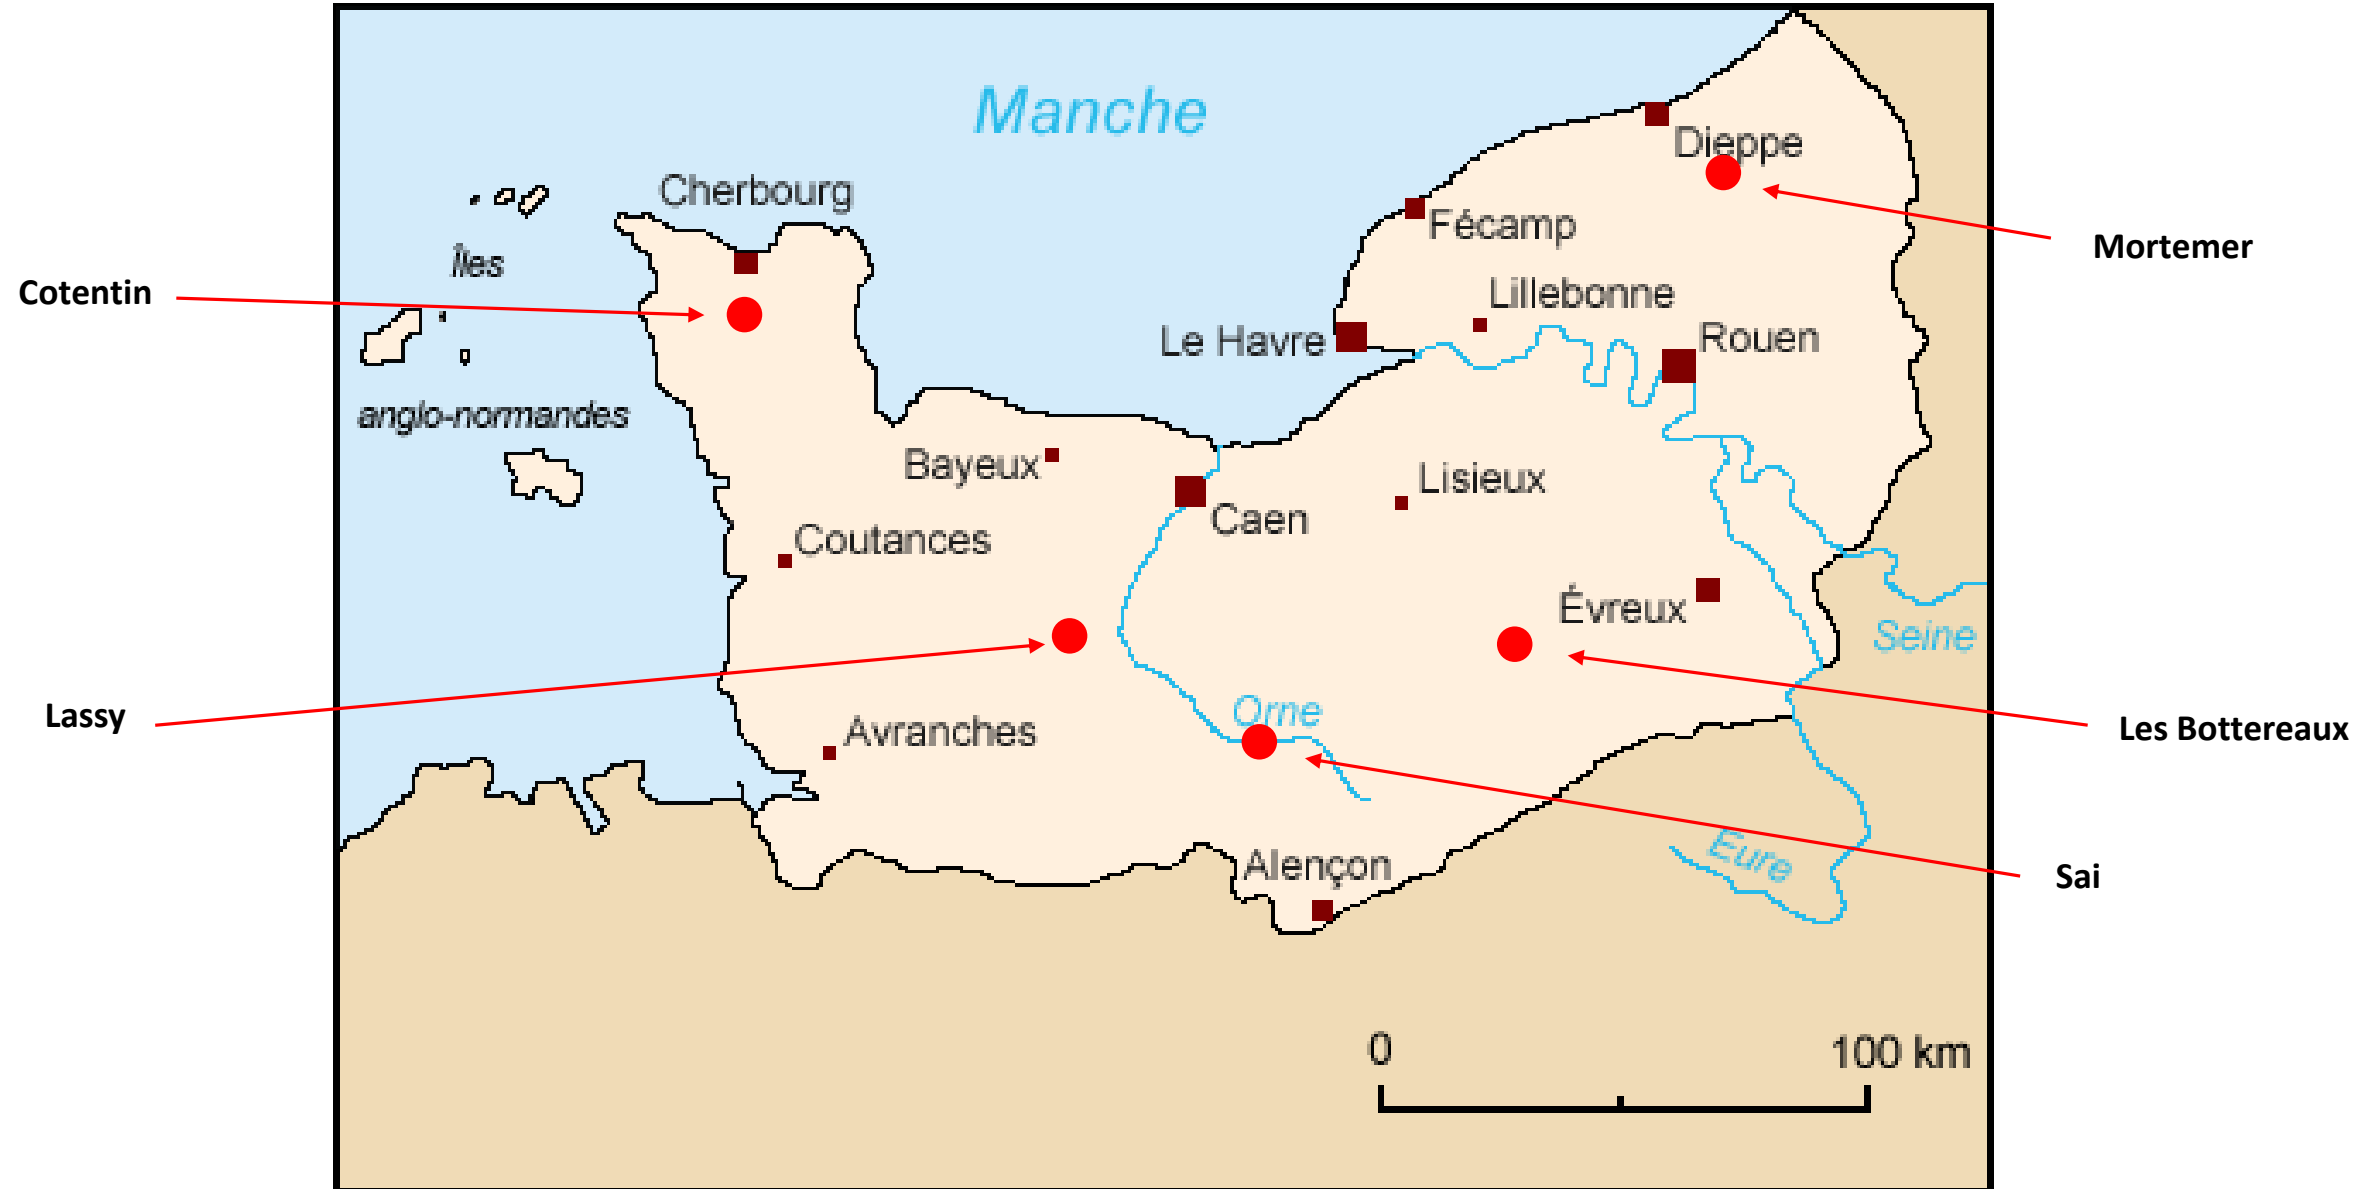 Manche
Dieppe
Cherbourg
Fécamp
Mortemer
Îles
Cotentin
Lillebonne
Le Havre
Rouen
anglo-normandes
Bayeux
Lisieux
Caen
Coutances
Évreux
Seine
Lassy
Orne
Avranches
Les Bottereaux
Eure
Alençon
Sai
0
100 km